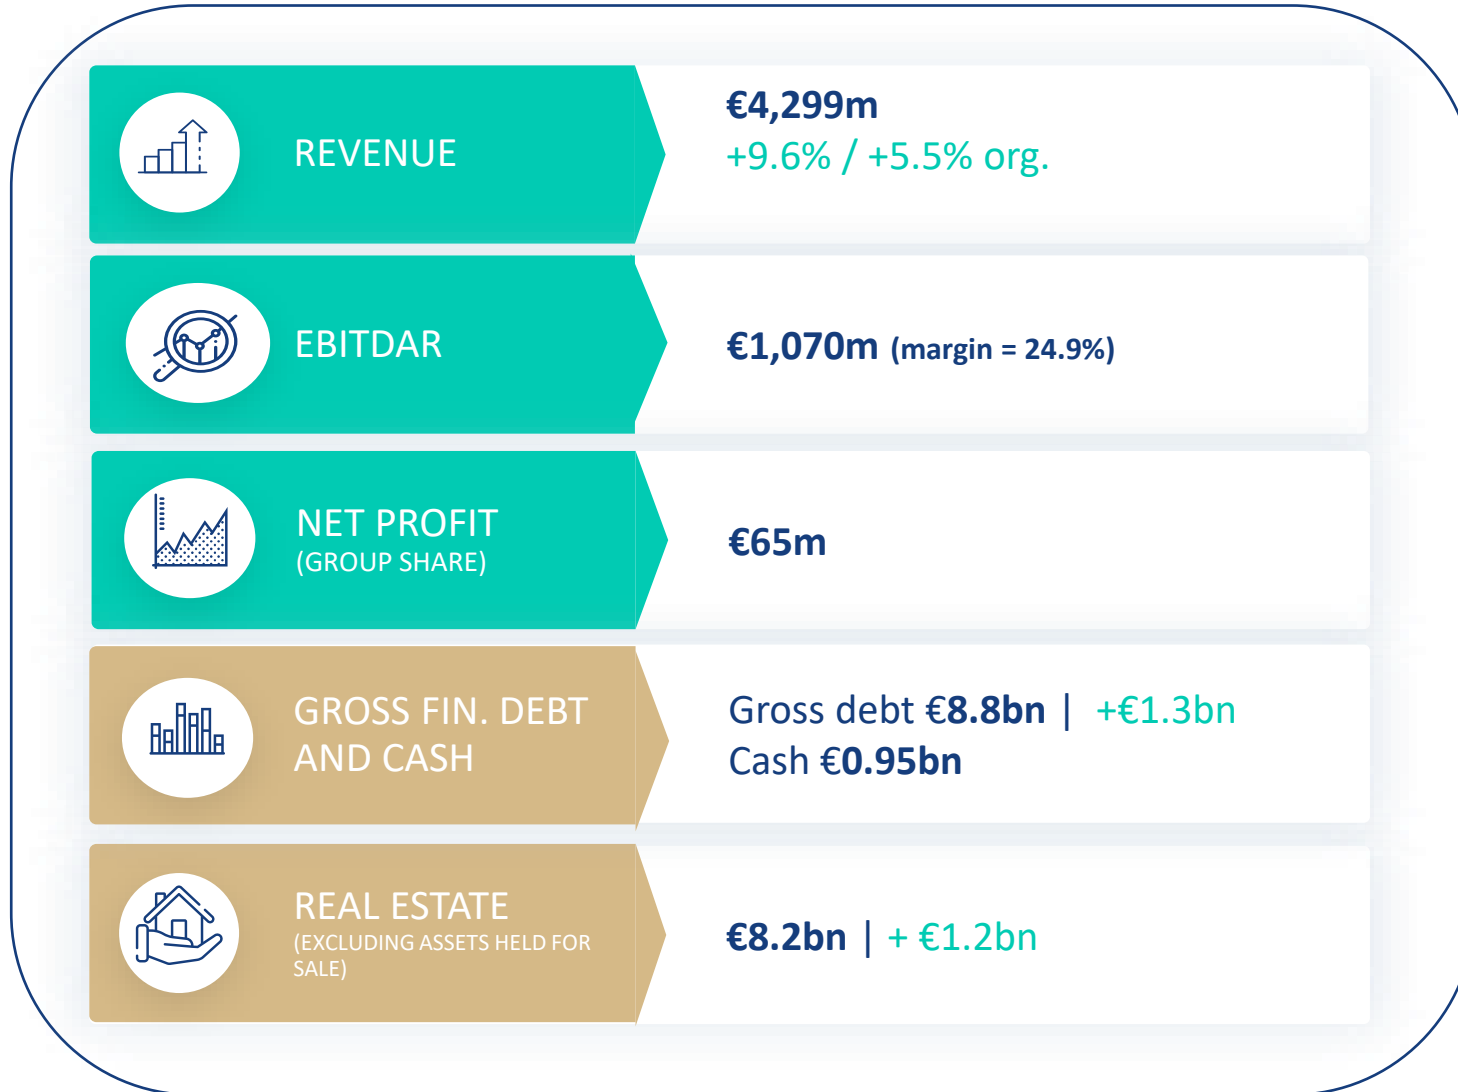 REVENUE
€4,299m
+9.6% / +5.5% org.
EBITDAR
€1,070m (margin = 24.9%)
NET PROFIT
(GROUP SHARE)
€65m
GROSS FIN. DEBT
AND CASH
Gross debt €8.8bn | +€1.3bn
Cash €0.95bn
REAL ESTATE
(EXCLUDING ASSETS HELD FOR
SALE)
€8.2bn | + €1.2bn